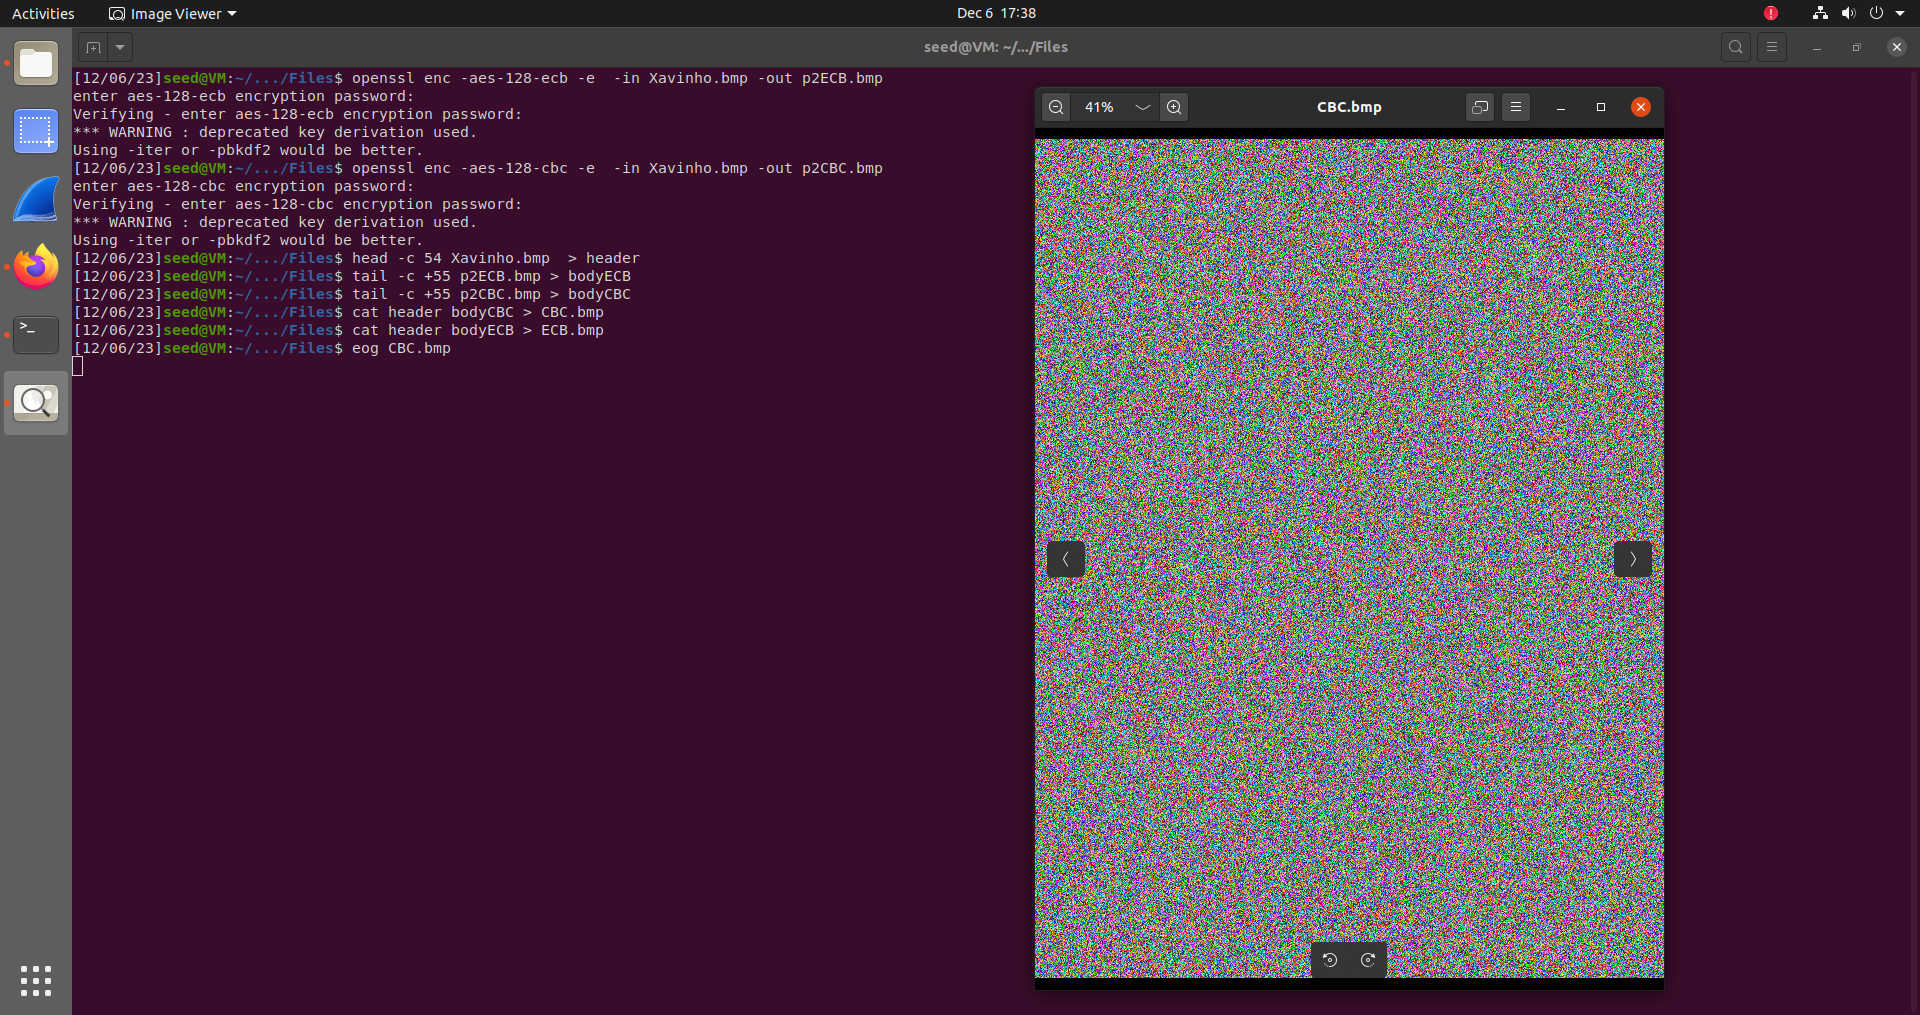 Activities
Image Viewer
Dec 6 17:38
seed@VM: ~/.../Files
[12/06/23]seed@VM:~/.../Files$ openssl enc -aes-128-ecb -e  -in Xavinho.bmp -out p2ECB.bmp
enter aes-128-ecb encryption password:
Verifying - enter aes-128-ecb encryption password:
*** WARNING : deprecated key derivation used.
Using -iter or -pbkdf2 would be better.
[12/06/23]seed@VM:~/.../Files$ openssl enc -aes-128-cbc -e  -in Xavinho.bmp -out p2CBC.bmp
enter aes-128-cbc encryption password:
Verifying - enter aes-128-cbc encryption password:
*** WARNING : deprecated key derivation used.
Using -iter or -pbkdf2 would be better.
[12/06/23]seed@VM:~/.../Files$ head -c 54 Xavinho.bmp  > header
[12/06/23]seed@VM:~/.../Files$ tail -c +55 p2ECB.bmp > bodyECB
[12/06/23]seed@VM:~/.../Files$ tail -c +55 p2CBC.bmp > bodyCBC
[12/06/23]seed@VM:~/.../Files$ cat header bodyCBC > CBC.bmp
[12/06/23]seed@VM:~/.../Files$ cat header bodyECB > ECB.bmp
[12/06/23]seed@VM:~/.../Files$ eog CBC.bmp
41%
CBC.bmp